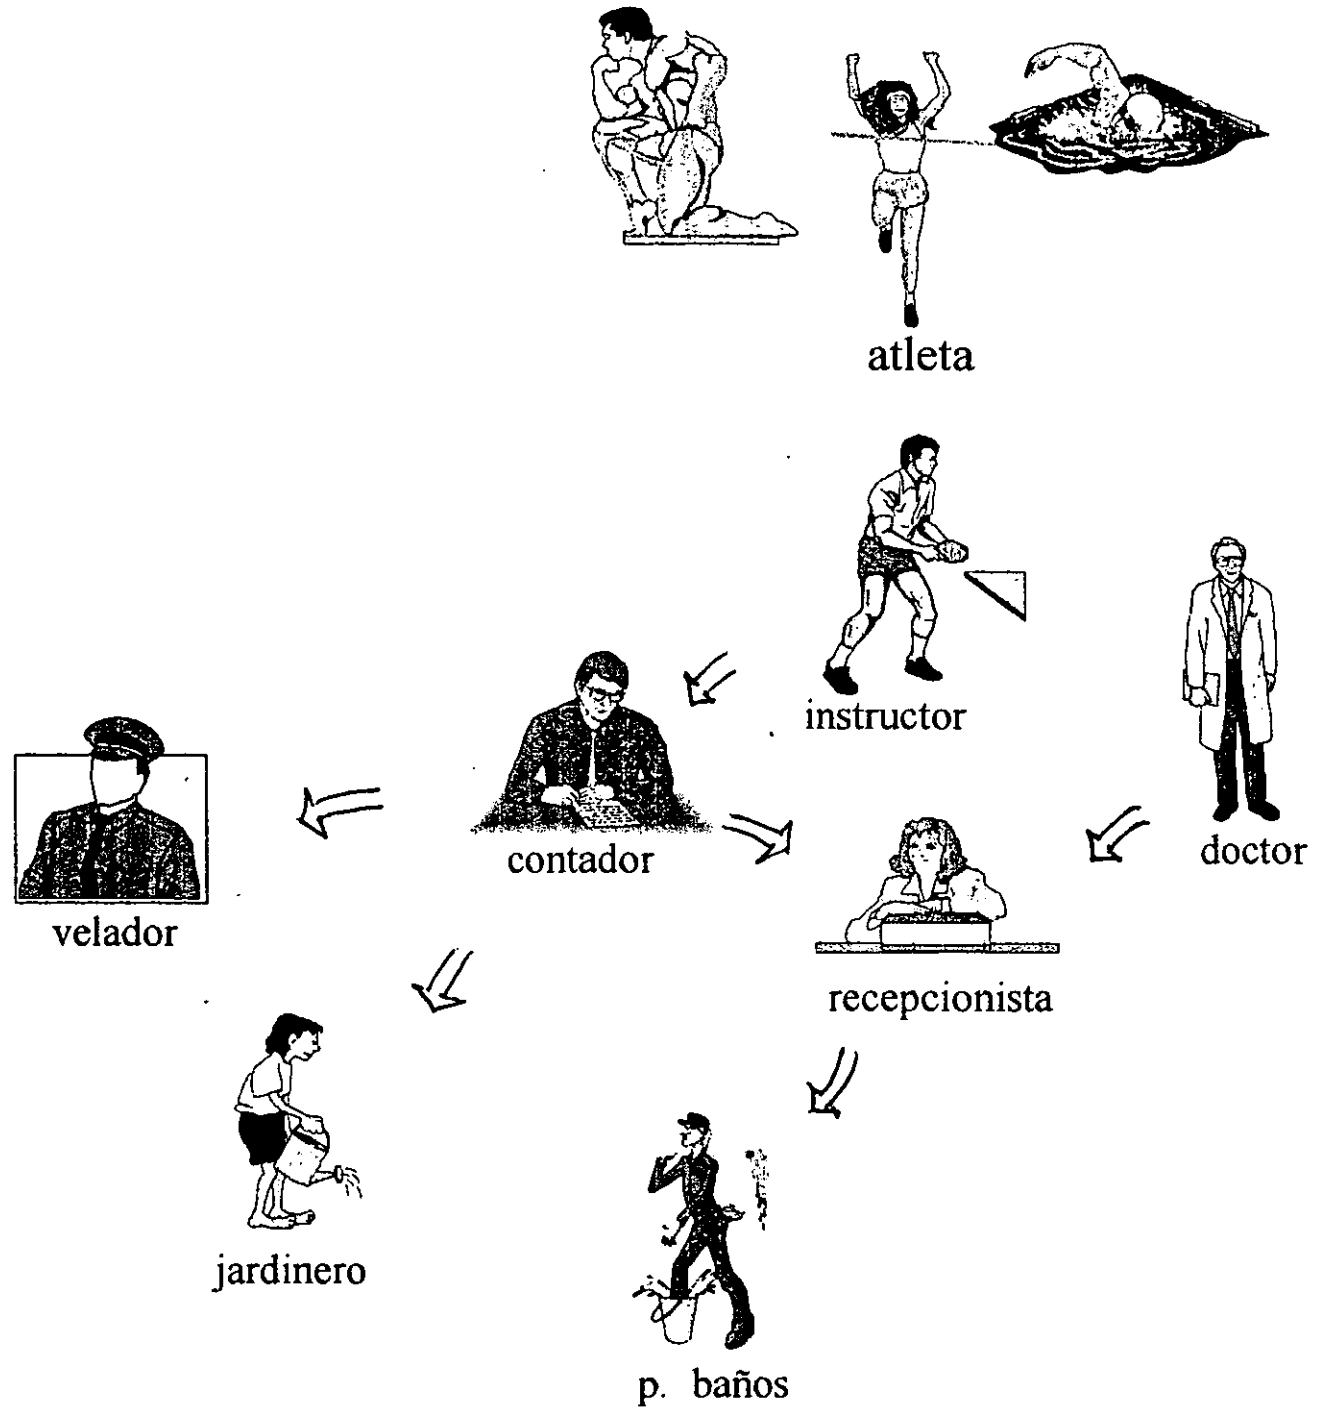 atleta
instructor
doctor
contador
velador
recepcionista
jardinero
p. baños